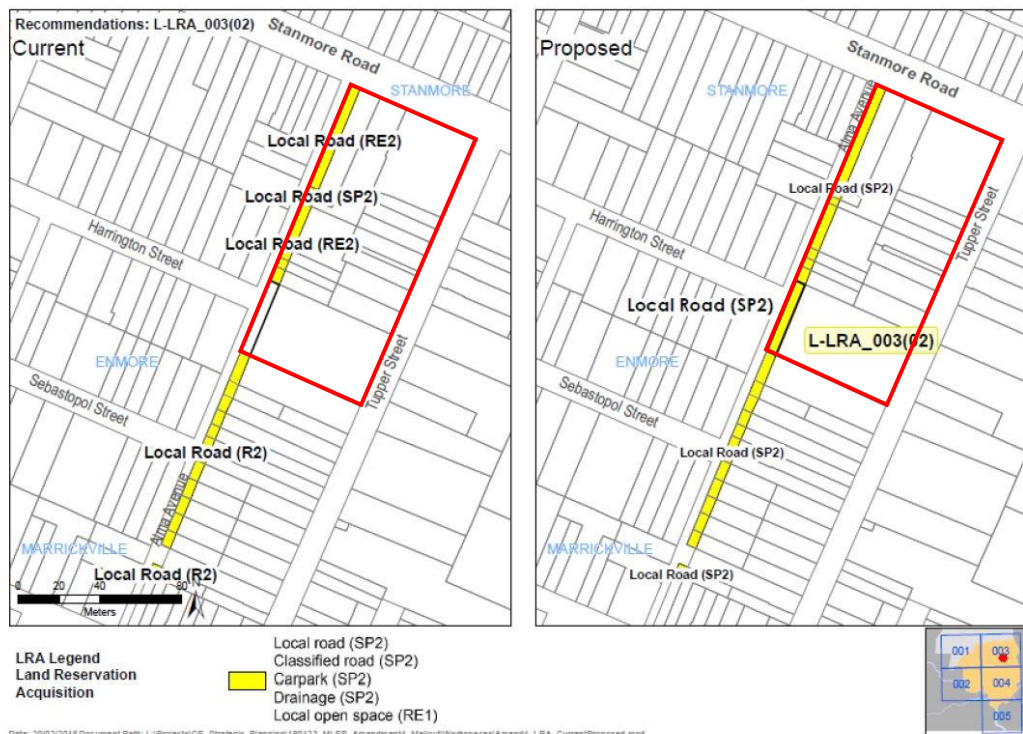 Recommendations: L-LRA_003(02)
Current
Stanmore Road
STANMORE
Local Road (RE2)
Local Road (SP2)
Local Road (RE2)
Harrington Street
ENMORE
Tupper Street
Sebastopol Street
Local Road (R2)
Alma Avenue
MARRICKVILLE
Local Road (R2)
0 20 40 80
Meters
N
Proposed
Stanmore Road
STANMORE
Alma Avenue
Local Road (SP2)
Tupper Street
Harrington Street
Local Road (SP2)
L-LRA_003(02)
ENMORE
Sebastopol Street
Local Road (SP2)
MARRICKVILLE
Local Road (SP2)
LRA Legend
Land Reservation
Acquisition
Local road (SP2)
Classified road (SP2)
Carpark (SP2)
Drainage (SP2)
Local open space (RE1)
001 003
002 004
005